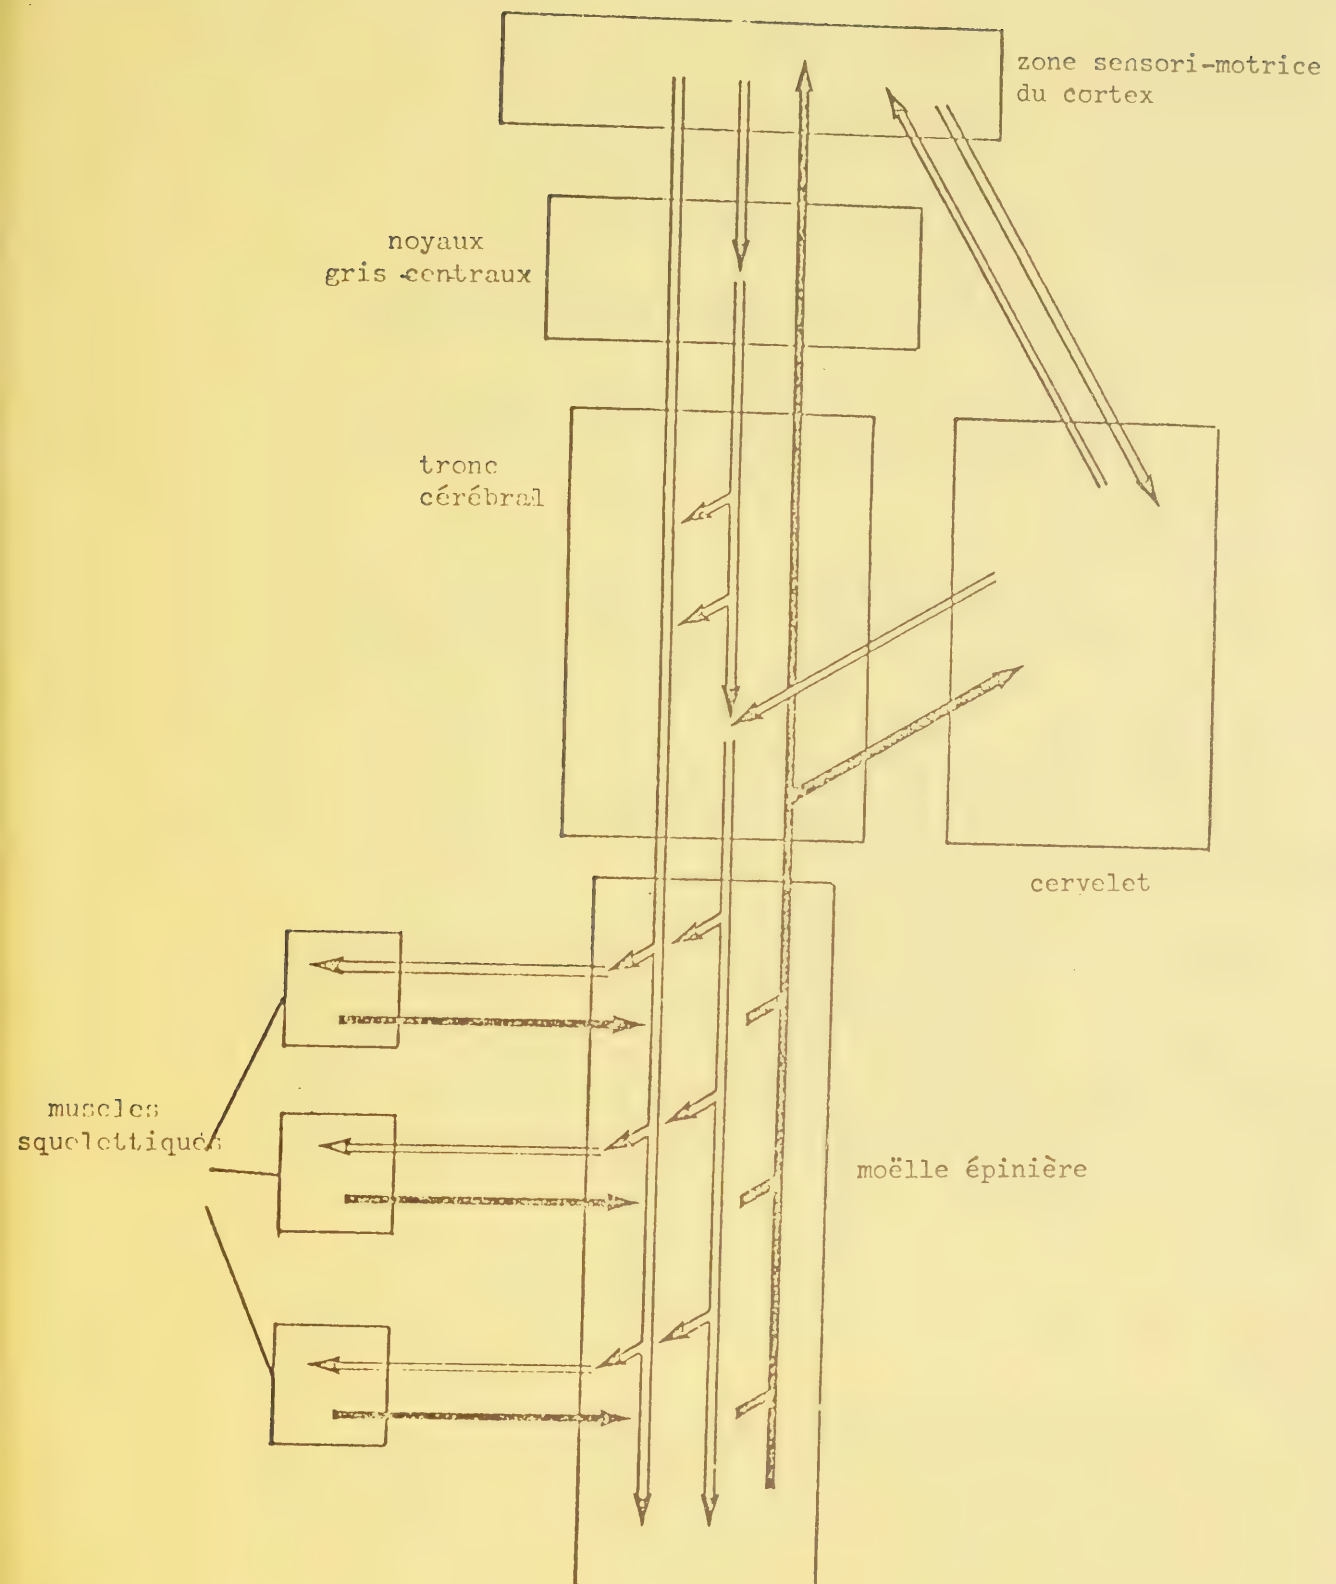 zone sensori-motrice
du cortex
noyaux
gris centraux
tronc
cérébral
cervelet
muscles
squelettiques
moëlle épinière